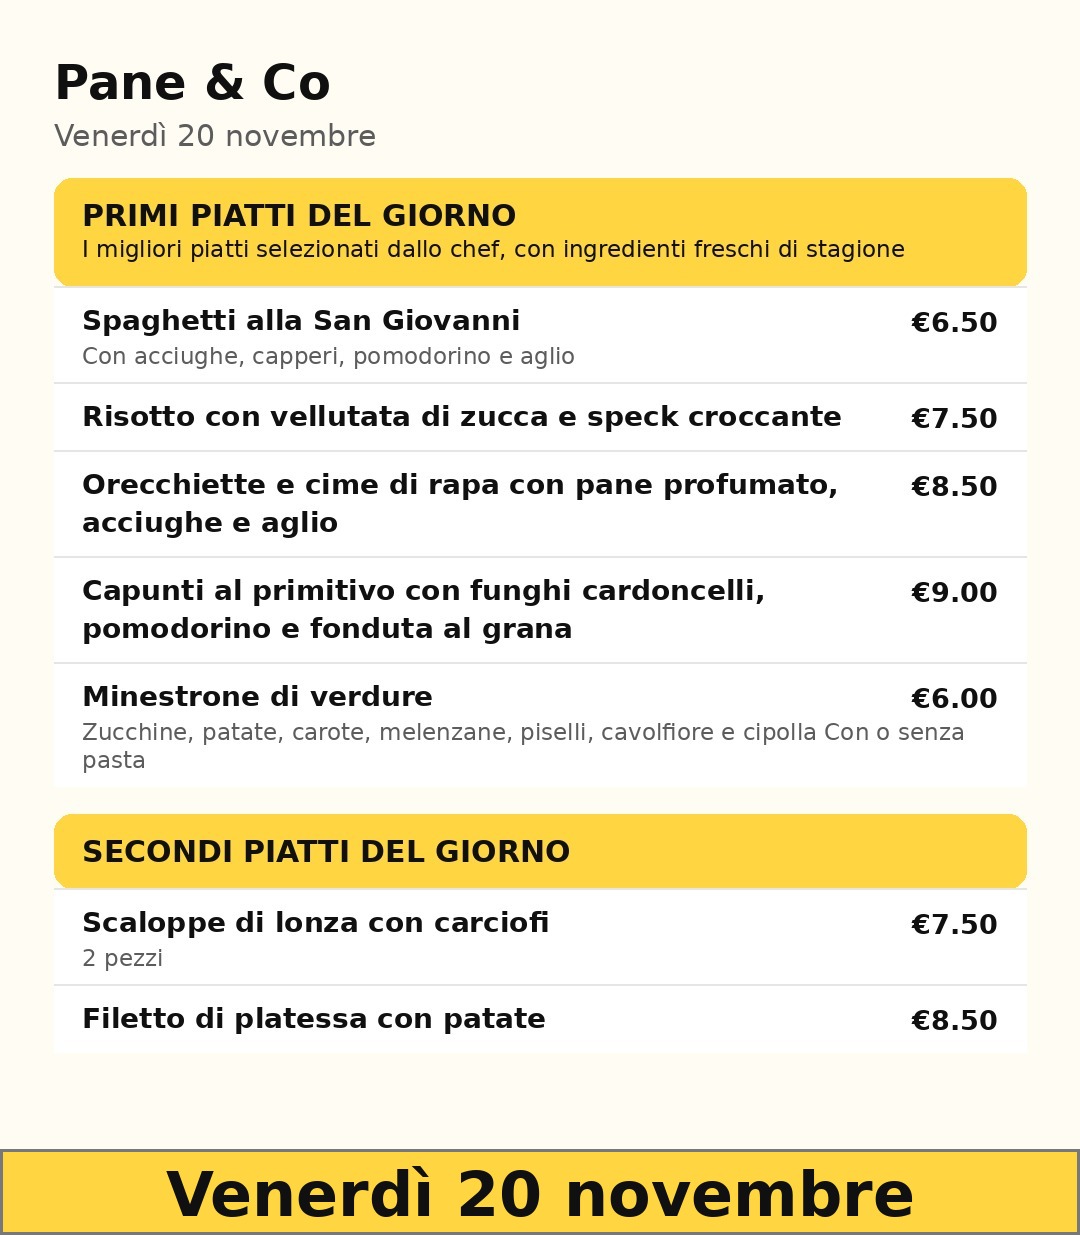 Pane & Co
Venerdì 20 novembre
PRIMI PIATTI DEL GIORNO
I migliori piatti selezionati dallo chef, con ingredienti freschi di stagione
Spaghetti alla San Giovanni €6.50
Con acciughe, capperi, pomodorino e aglio
Risotto con vellutata di zucca e speck croccante €7.50
Orecchiette e cime di rapa con pane profumato, €8.50
acciughe e aglio
Capunti al primitivo con funghi cardoncelli, €9.00
pomodorino e fonduta al grana
Minestrone di verdure €6.00
Zucchine, patate, carote, melenzane, piselli, cavolfiore e cipolla Con o senza
pasta
SECONDI PIATTI DEL GIORNO
Scaloppe di lonza con carciofi €7.50
2 pezzi
Filetto di platessa con patate €8.50
Venerdì 20 novembre